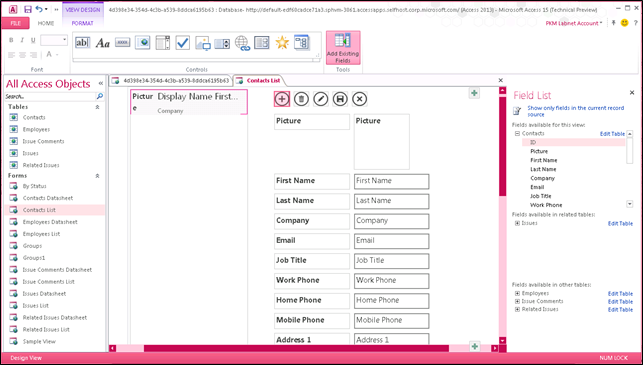 VIEW DESIGN
4d398e34-354d-4c3b-a539-8ddca6195b63 : Database- http://default-edf69cadce71a3.sphvm-6315.accessapps.selfhost.corp.microsoft.com/ (Access 2013) - Access 15 (Technical Preview)
FILE
HOME
FORMAT
PKM Labnet Account
B I U
Font
Aa
Controls
Add Existing
Fields
Tools
All Access Objects
Search...
Tables
Contacts
Employees
Issue Comments
Issues
Related Issues
Forms
By Status
Contacts Datasheet
Contacts List
Employees Datasheet
Employees List
Groups
Groups1
Issue Comments Datasheet
Issue Comments List
Issues Datasheet
Issues List
Related Issues Datasheet
Related Issues List
Sample View
4d398e34-354d-4c3b-a539-8ddca6195b63
Contacts List
Pictur
e
Display Name First...
Company
Picture
Picture
First Name
First Name
Last Name
Last Name
Company
Company
Email
Email
Job Title
Job Title
Work Phone
Work Phone
Home Phone
Home Phone
Mobile Phone
Mobile Phone
Address 1
Address 1
Field List
Show only fields in the current record
source
Fields available for this view:
Contacts Edit Table
ID
Picture
First Name
Last Name
Company
Email
Job Title
Work Phone
Fields available in related tables:
Issues Edit Table
Fields available in other tables:
Employees Edit Table
Issue Comments Edit Table
Related Issues Edit Table
Design View
NUM LOCK